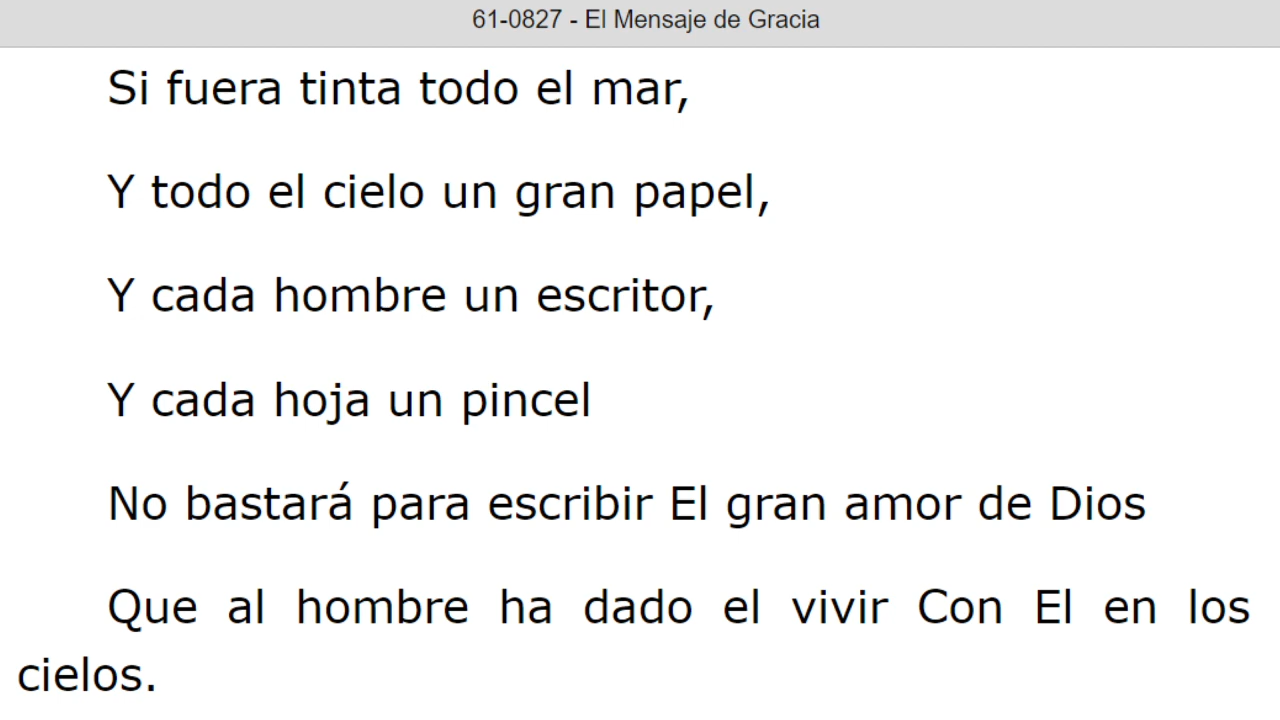 61-0827 - El Mensaje de Gracia
Si fuera tinta todo el mar,
Y todo el cielo un gran papel,
Y cada hombre un escritor,
Y cada hoja un pincel
No bastará para escribir El gran amor de Dios
Que al hombre ha dado el vivir Con El en los
cielos.